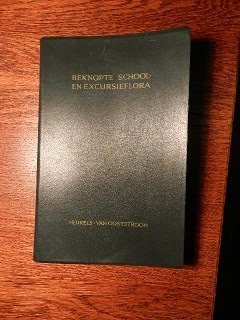 BEKNOPTE SCHOOL-
EN EXCURSIEFLORA
HEUKELS-VAN OOSTSTROOM